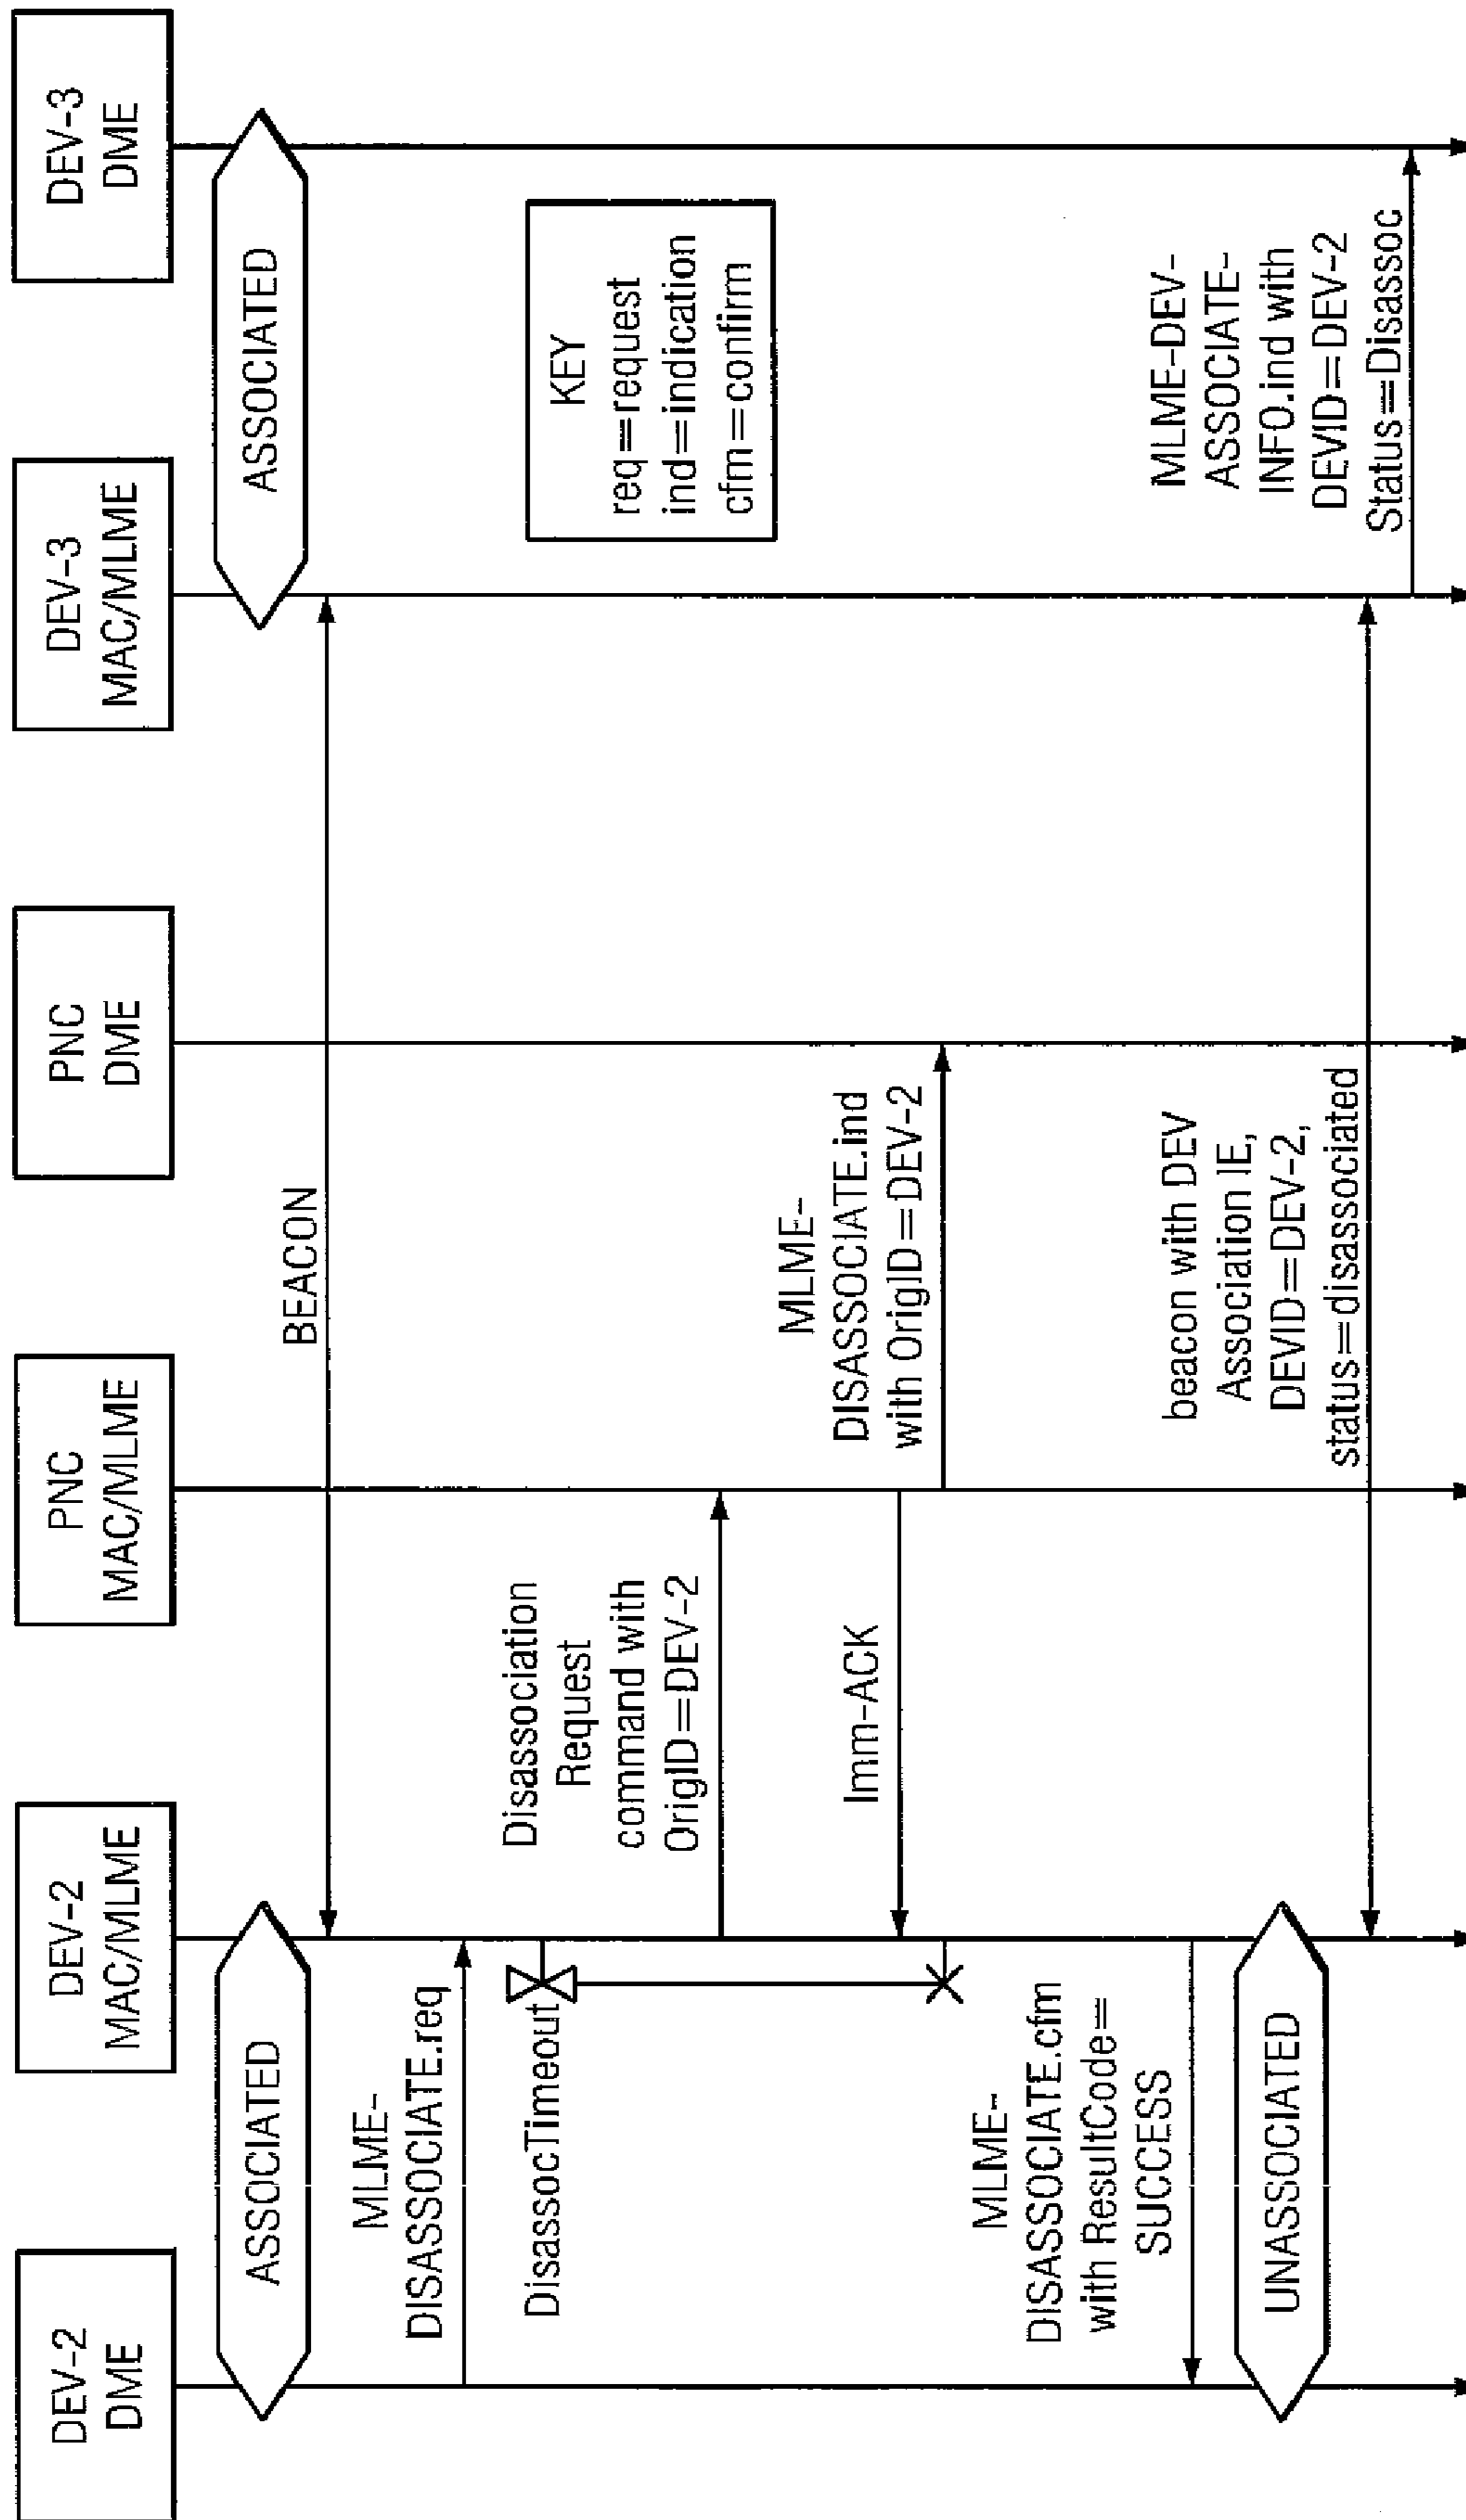 DEV-2
DME
DEV-2
MAC/MLME
PNC
MAC/MLME
PNC
DME
DEV-3
MAC/MLME
DEV-3
DME
ASSOCIATED
ASSOCIATED
BEACON
MLME-
DISASSOCIATE.req
DisassocTimeout
KEY
req=request
ind=indication
cfm=confirm
Disassociation
Request
command with
OrigID=DEV-2
Imm-ACK
MLME-
DISASSOCIATE.ind
with OrigID=DEV-2
MLME-
DISASSOCIATE.cfm
with ResultCode=
SUCCESS
UNASSOCIATED
beacon with DEV
Association IE,
DEVID=DEV-2,
status=disassociated
MLME-DEV-
ASSOCIATE-
INFO.ind with
DEVID=DEV-2
Status=Disassoc